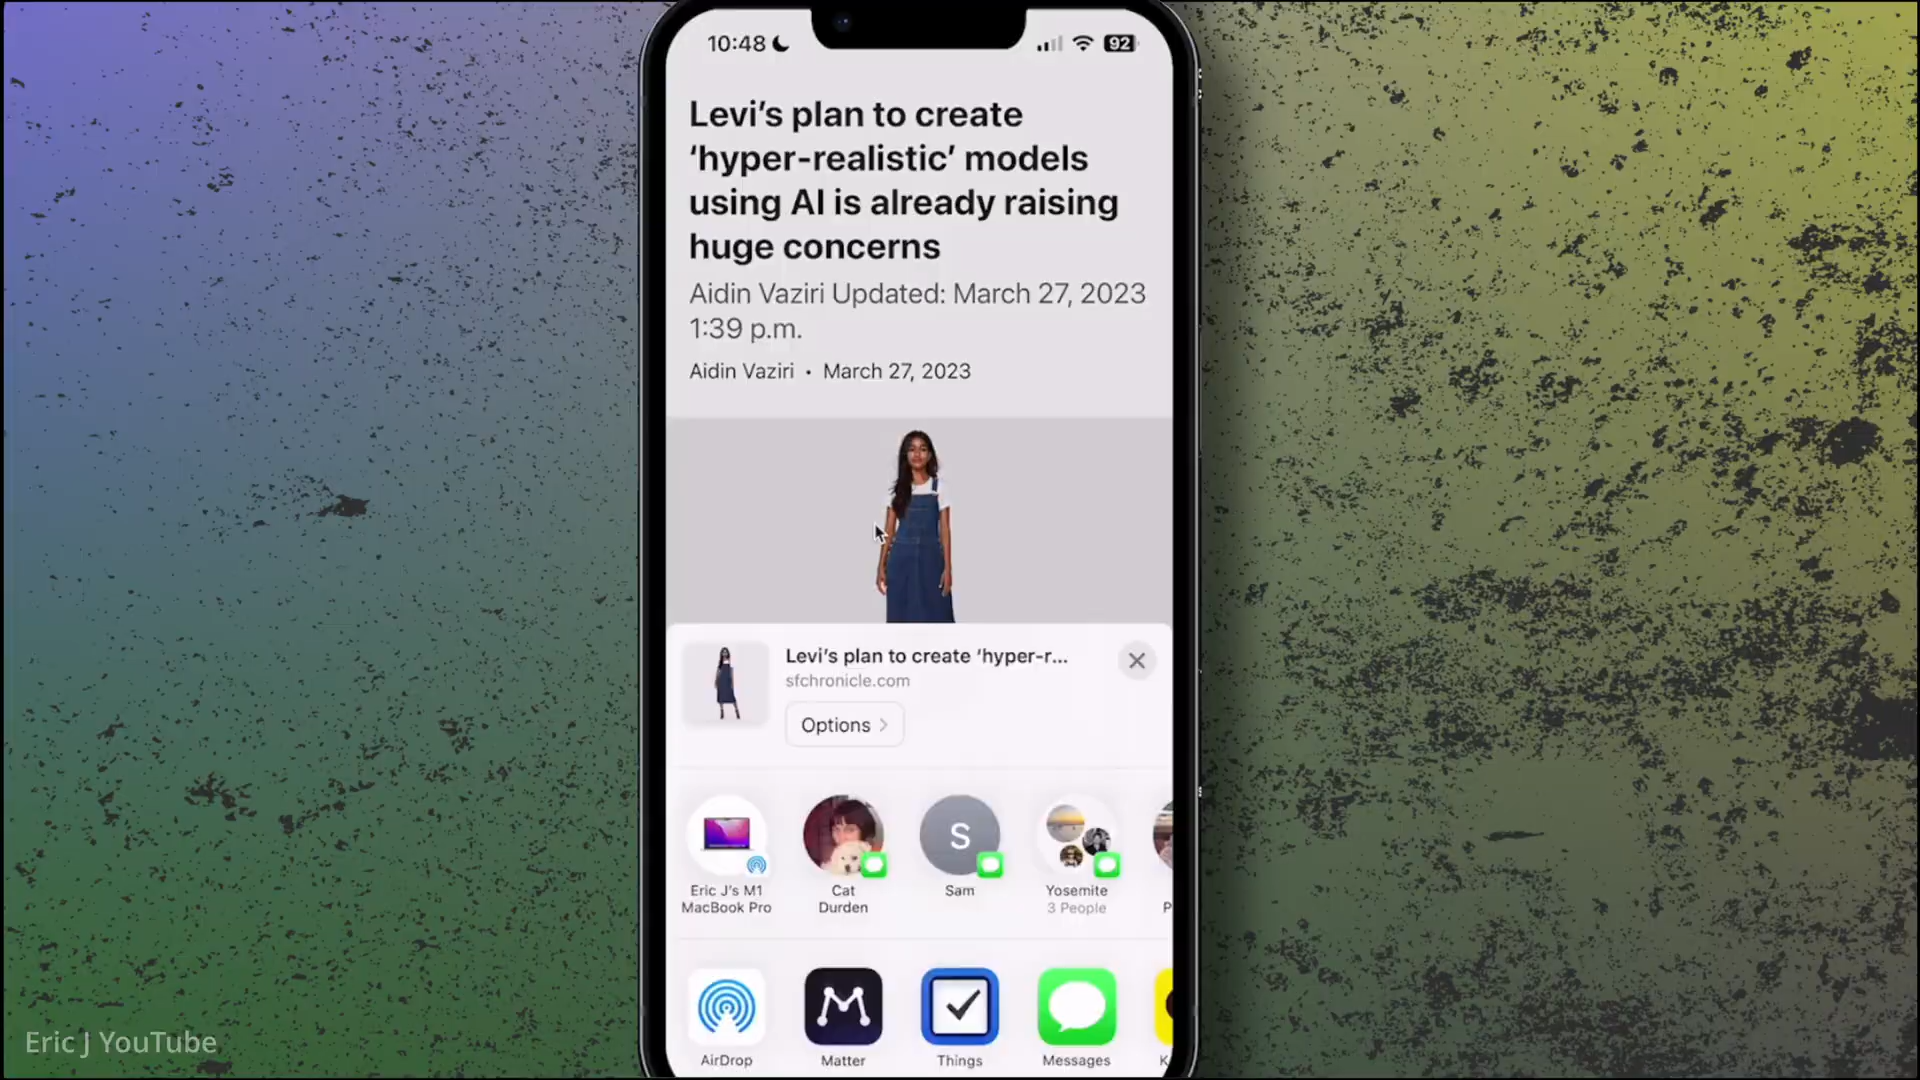 10:48
92
Levi’s plan to create
‘hyper-realistic’ models
using AI is already raising
huge concerns
Aidin Vaziri Updated: March 27, 2023
1:39 p.m.
Aidin Vaziri • March 27, 2023
Levi’s plan to create ‘hyper-r...
sfchronicle.com
Options
Eric J’s M1
MacBook Pro
Cat
Durden
S
Sam
Yosemite
3 People
P
AirDrop
Matter
Things
Messages
K
Eric J YouTube